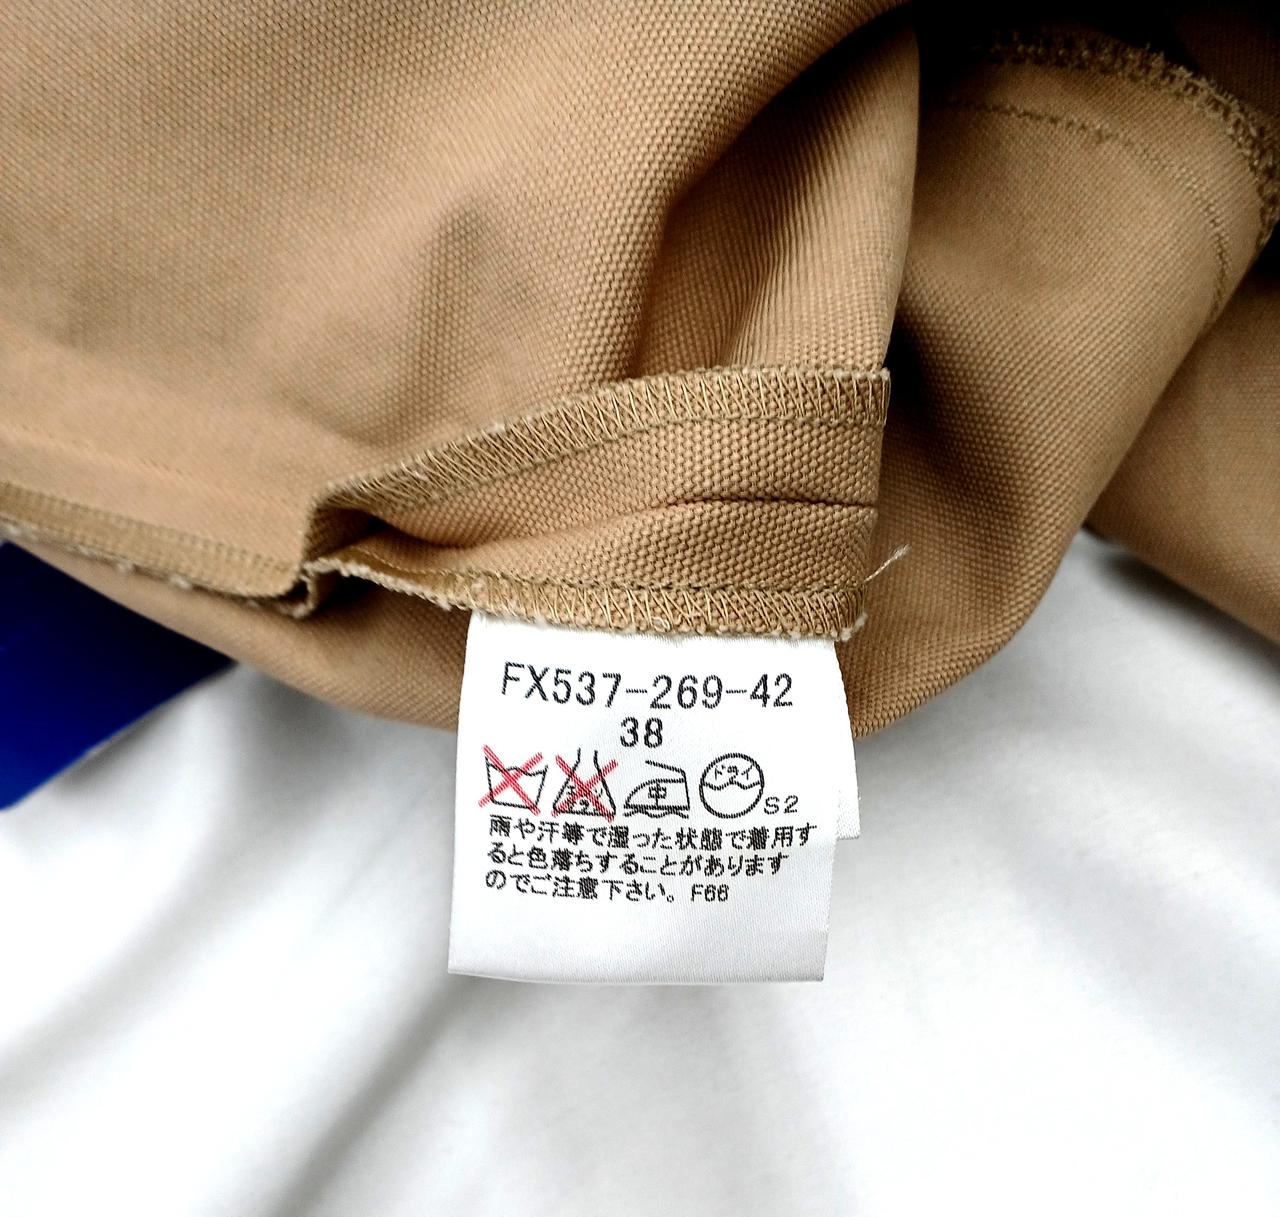 FX537-269-42
38
中 ドライ S2
雨や汗等で湿った状態で着用す
ると色落ちすることがあります
のでご注意下さい。F66